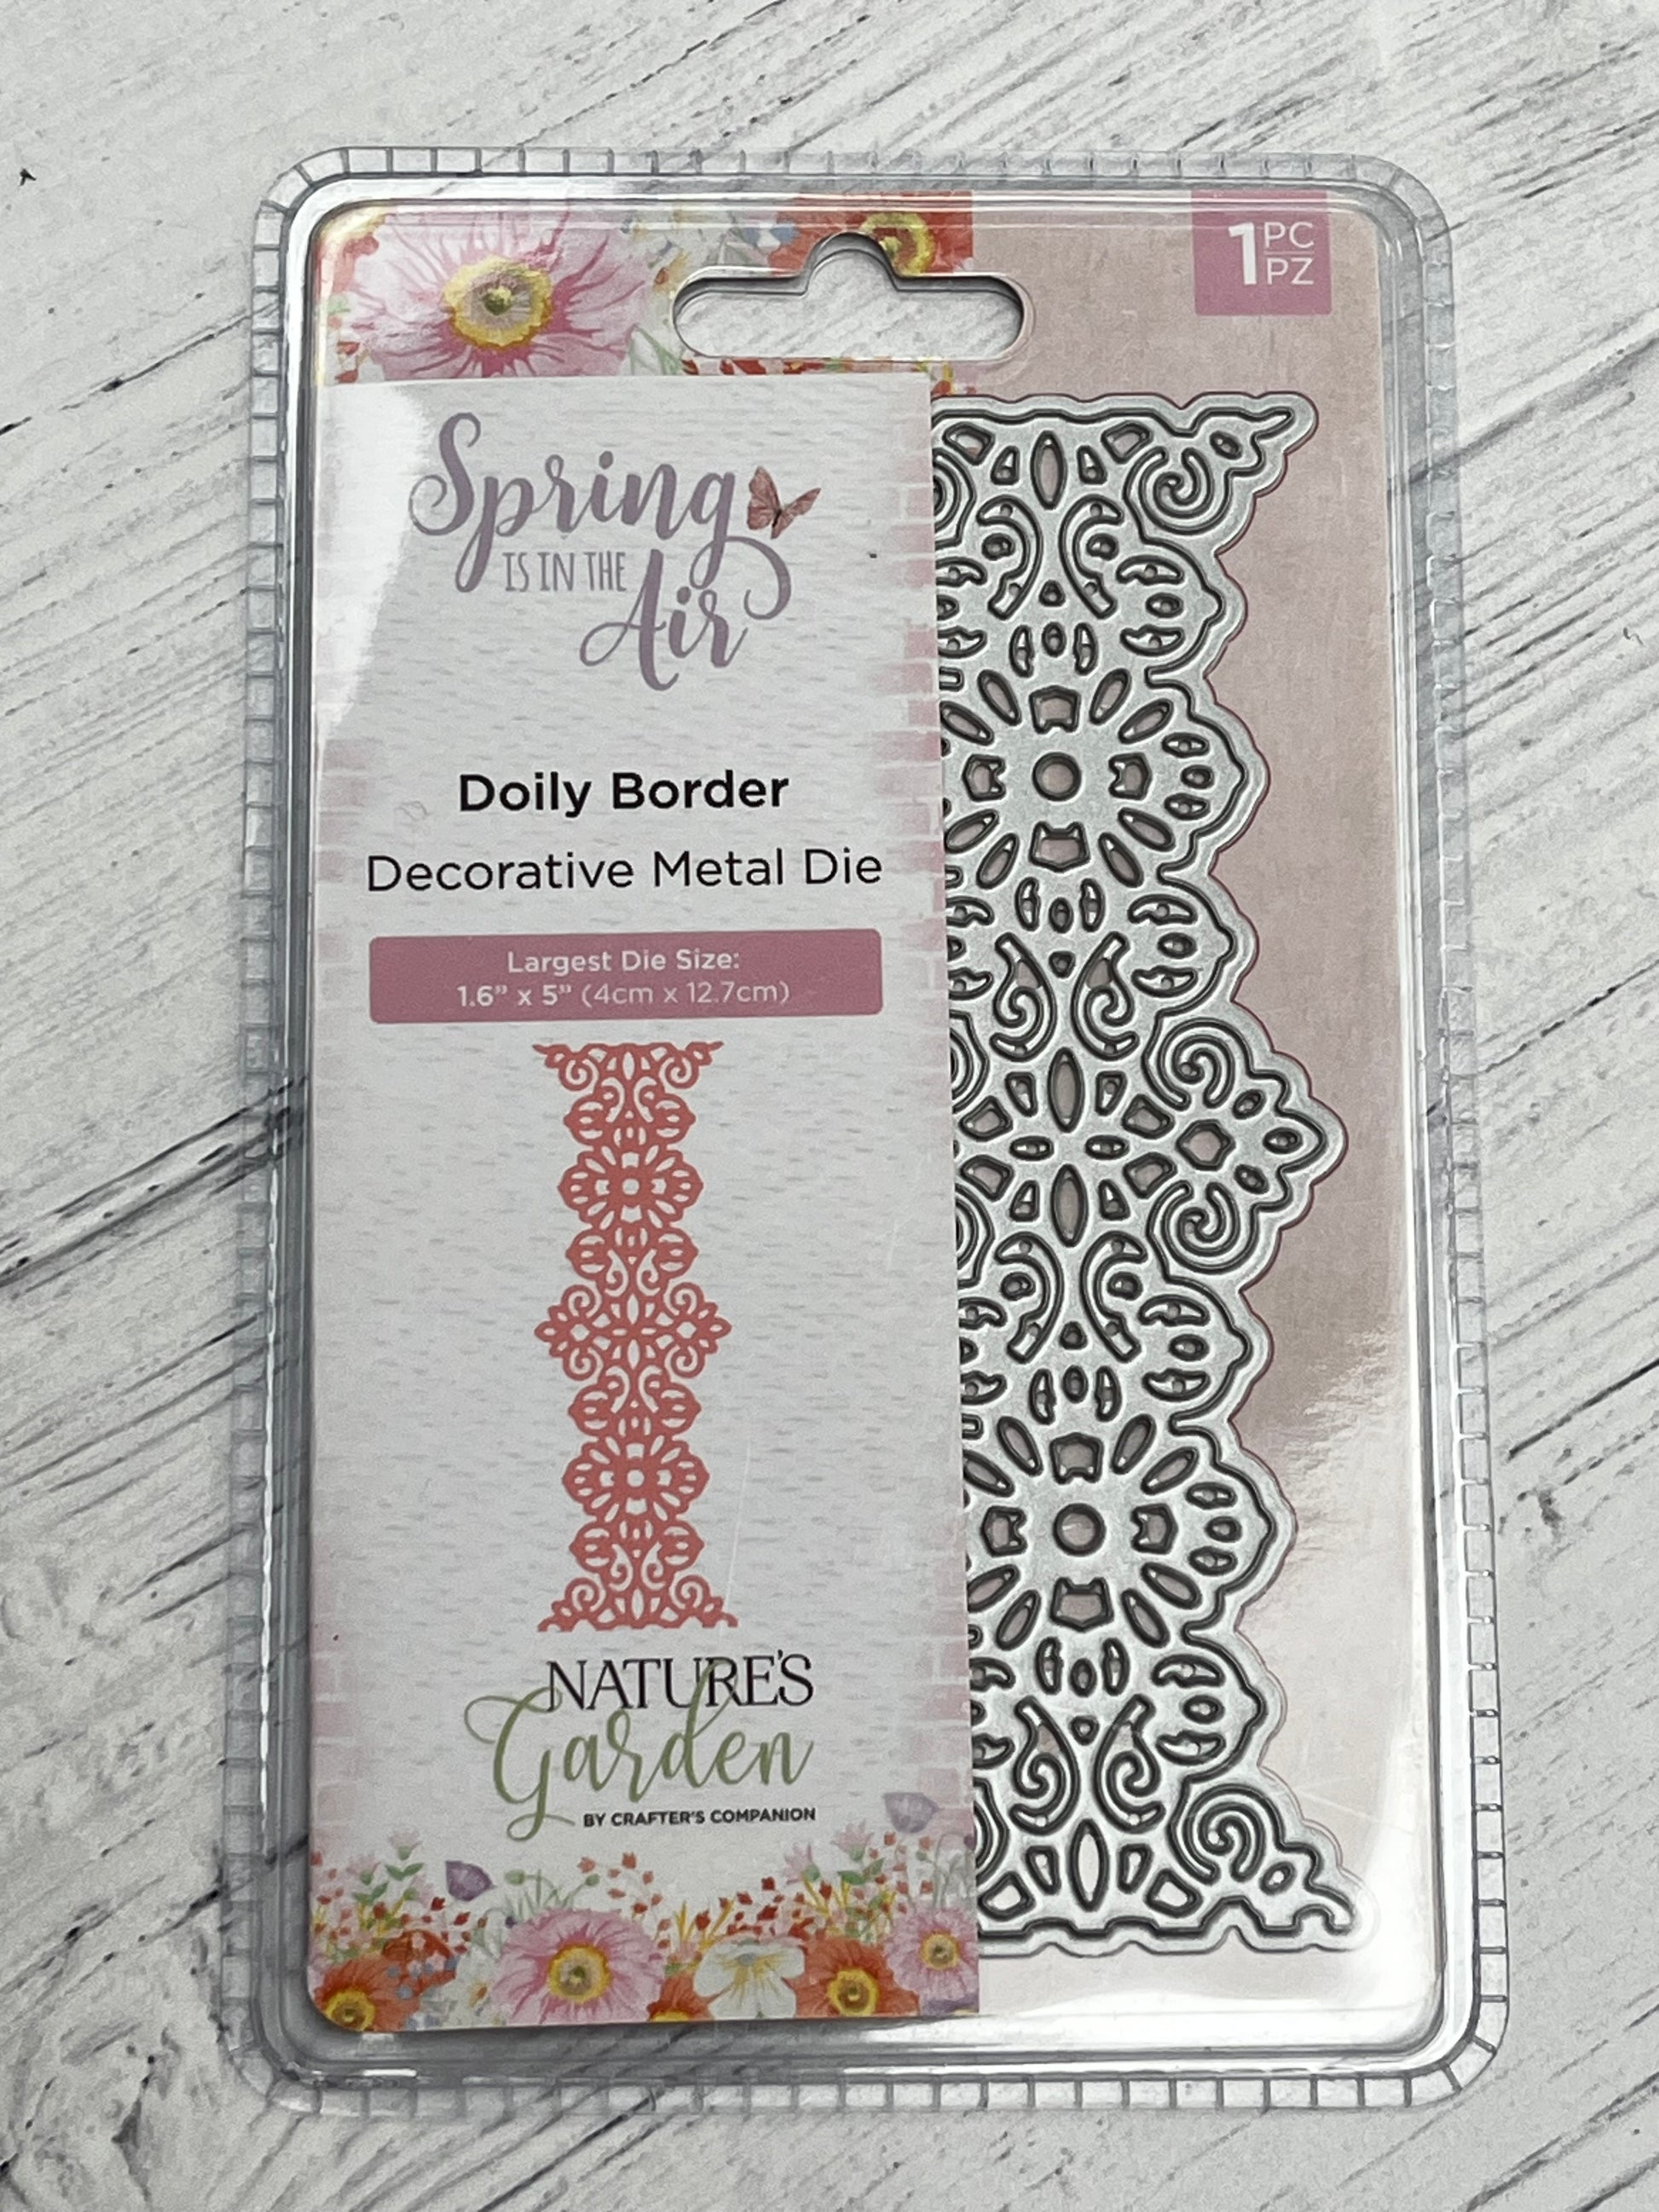 1 PC
PZ
Spring
IS IN THE
Air
Doily Border
Decorative Metal Die
Largest Die Size:
1.6” x 5” (4cm x 12.7cm)
NATURE'S
Garden
BY CRAFTER'S COMPANION